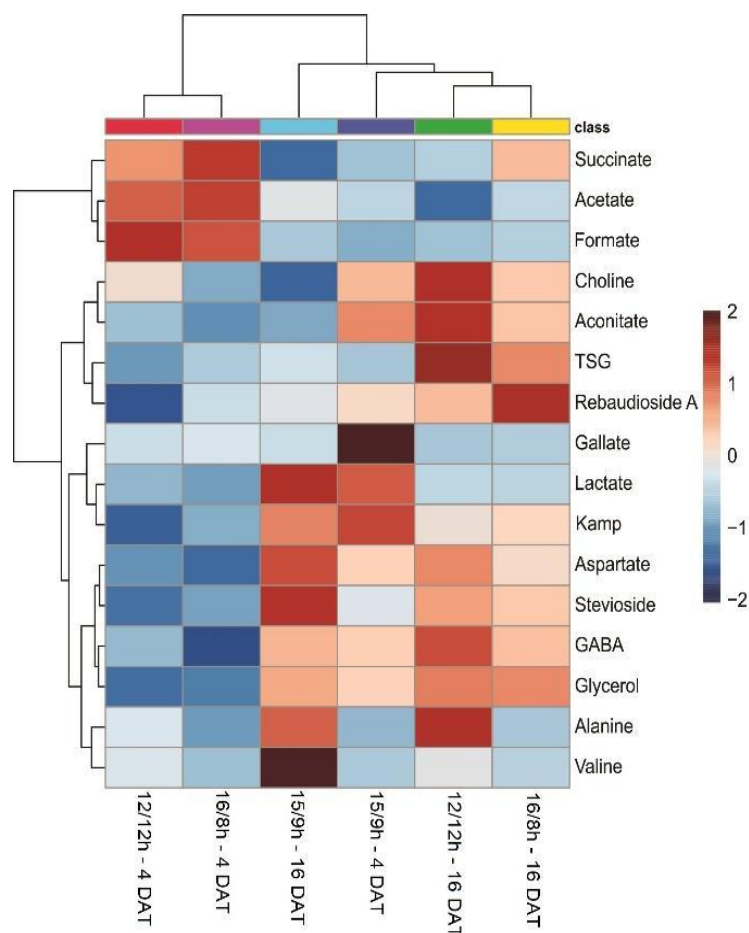 class
Succinate
Acetate
Formate
Choline
Aconitate
TSG
Rebaudioside A
Gallate
Lactate
Kamp
Aspartate
Stevioside
GABA
Glycerol
Alanine
Valine
2
1
0
−1
−2
12/12h - 4 DAT
16/8h - 4 DAT
15/9h - 16 DAT
15/9h - 4 DAT
12/12h - 16 DAT
16/8h - 16 DAT